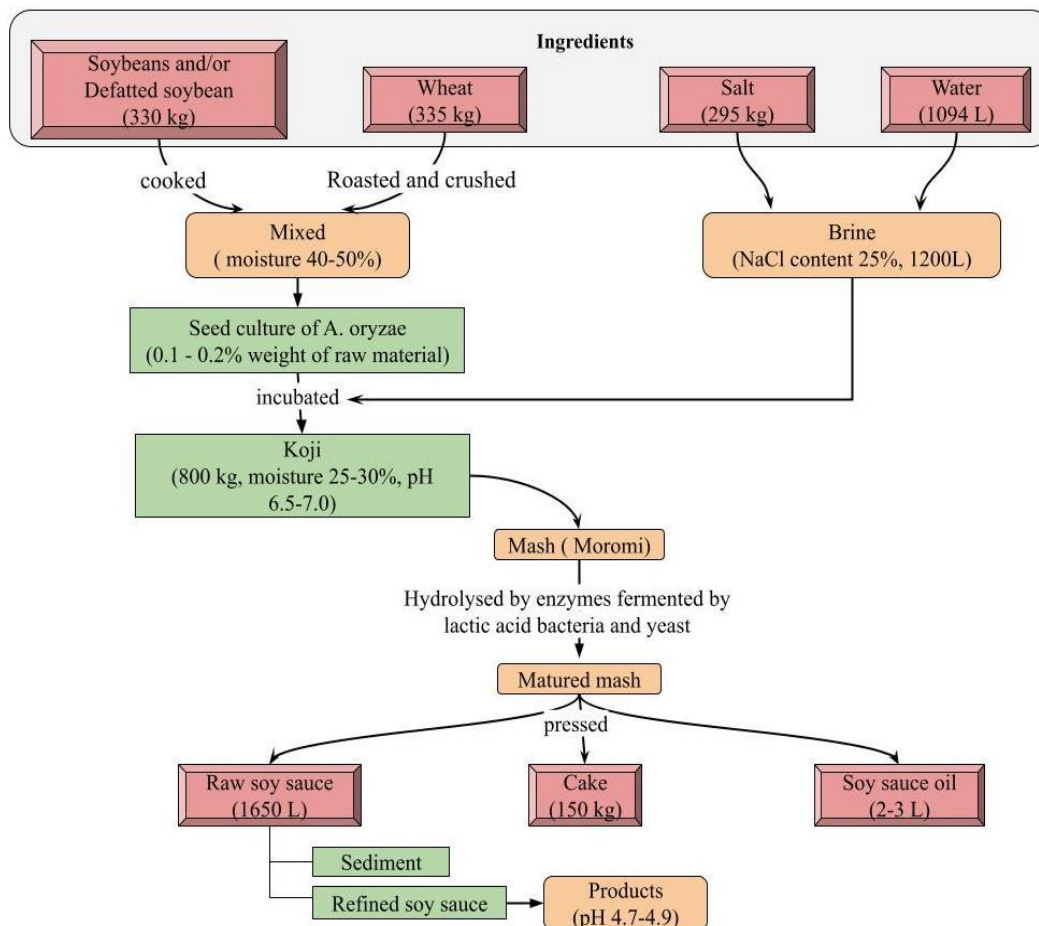 Ingredients
Soybeans and/or
Defatted soybean
(330 kg)
Wheat
(335 kg)
Salt
(295 kg)
Water
(1094 L)
cooked
Roasted and crushed
Mixed
( moisture 40-50%)
Brine
(NaCl content 25%, 1200L)
Seed culture of A. oryzae
(0.1 - 0.2% weight of raw material)
incubated
Koji
(800 kg, moisture 25-30%, pH
6.5-7.0)
Mash ( Moromi)
Hydrolysed by enzymes fermented by
lactic acid bacteria and yeast
Matured mash
pressed
Raw soy sauce
(1650 L)
Cake
(150 kg)
Soy sauce oil
(2-3 L)
Sediment
Refined soy sauce
Products
(pH 4.7-4.9)